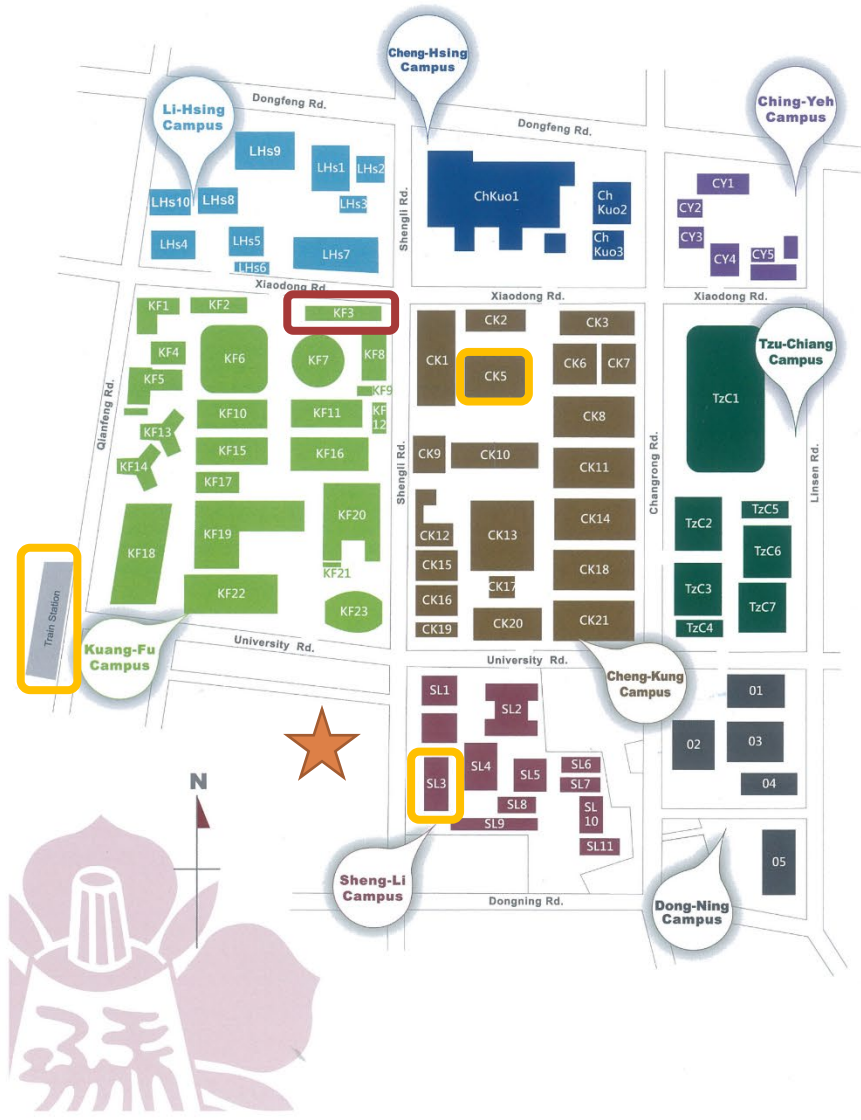 Cheng-Hsing
Campus
Li-Hsing
Campus
Ching-Yeh
Campus
Dongfeng Rd.
Dongfeng Rd.
LHs9
LHs1
LHs2
LHs10
LHs8
LHs3
LHs4
LHs5
LHs7
LHs6
Shengli Rd.
ChKuo1
Ch
Kuo2
Ch
Kuo3
CY1
CY2
CY3
CY4
CY5
Xiaodong Rd.
Xiaodong Rd.
Xiaodong Rd.
KF1
KF2
KF3
KF4
KF5
KF6
KF7
KF8
KF9
KF10
KF11
KF
12
KF13
KF14
KF15
KF16
KF17
KF18
KF19
KF20
KF21
KF22
KF23
Qianfeng Rd.
Shengli Rd.
CK1
CK2
CK3
CK5
CK6
CK7
CK8
CK9
CK10
CK11
CK12
CK13
CK14
CK15
CK16
CK17
CK18
CK19
CK20
CK21
Changrong Rd.
Tzu-Chiang
Campus
TzC1
TzC2
TzC5
TzC6
TzC3
TzC7
TzC4
Linsen Rd.
Train Station
Kuang-Fu
Campus
University Rd.
University Rd.
Cheng-Kung
Campus
SL1
SL2
SL3
SL4
SL5
SL6
SL7
SL8
SL9
SL
10
SL11
01
02
03
04
05
N
Sheng-Li
Campus
Dongning Rd.
Dong-Ning
Campus